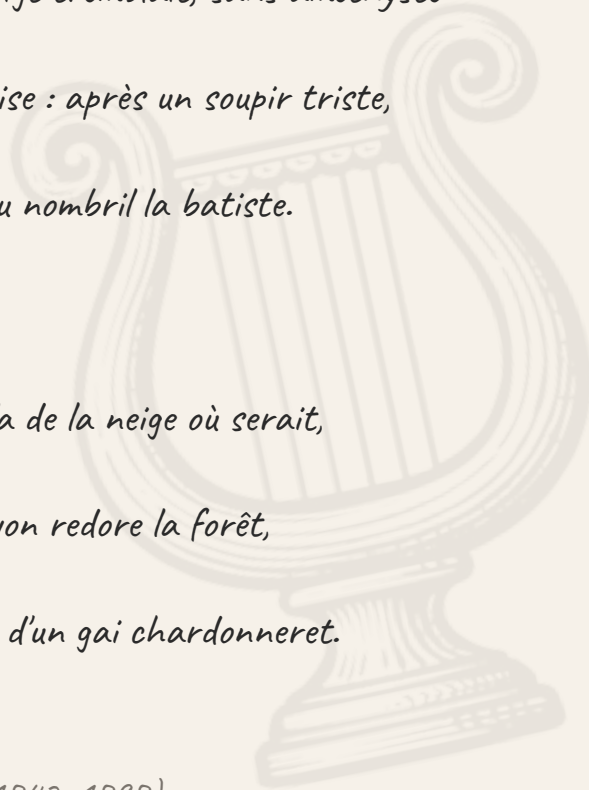 ise : après un soupir triste,
u nombril la batiste.
a de la neige où serait,
von redore la forêt,
d'un gai chardonneret.